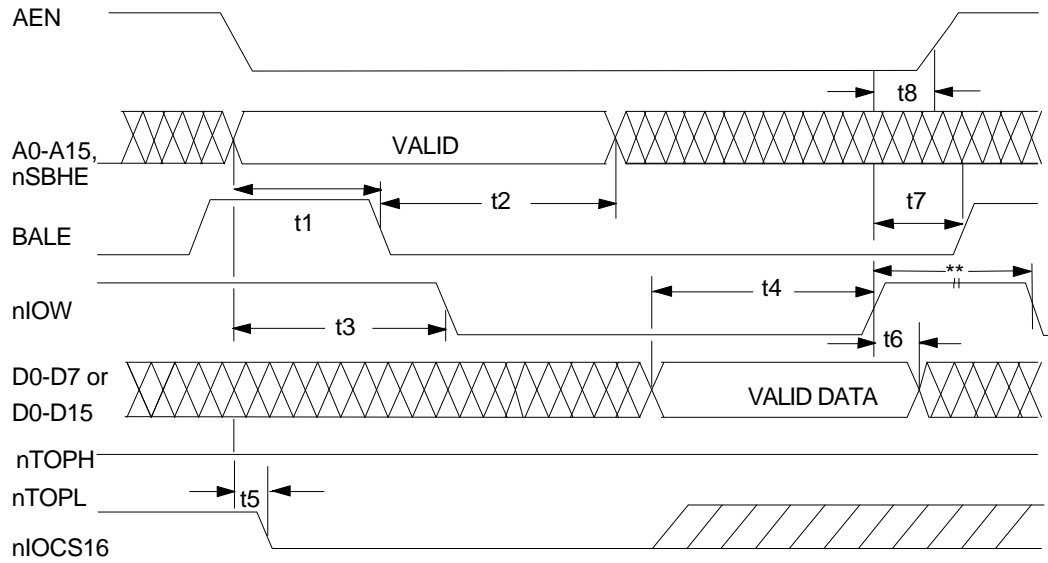 AEN
t8
A0-A15,
nSBHE
VALID
t1
t2
t7
BALE
nIOW
t3
t4
**
t6
D0-D7 or
D0-D15
VALID DATA
nTOPH
nTOPL
t5
nIOCS16